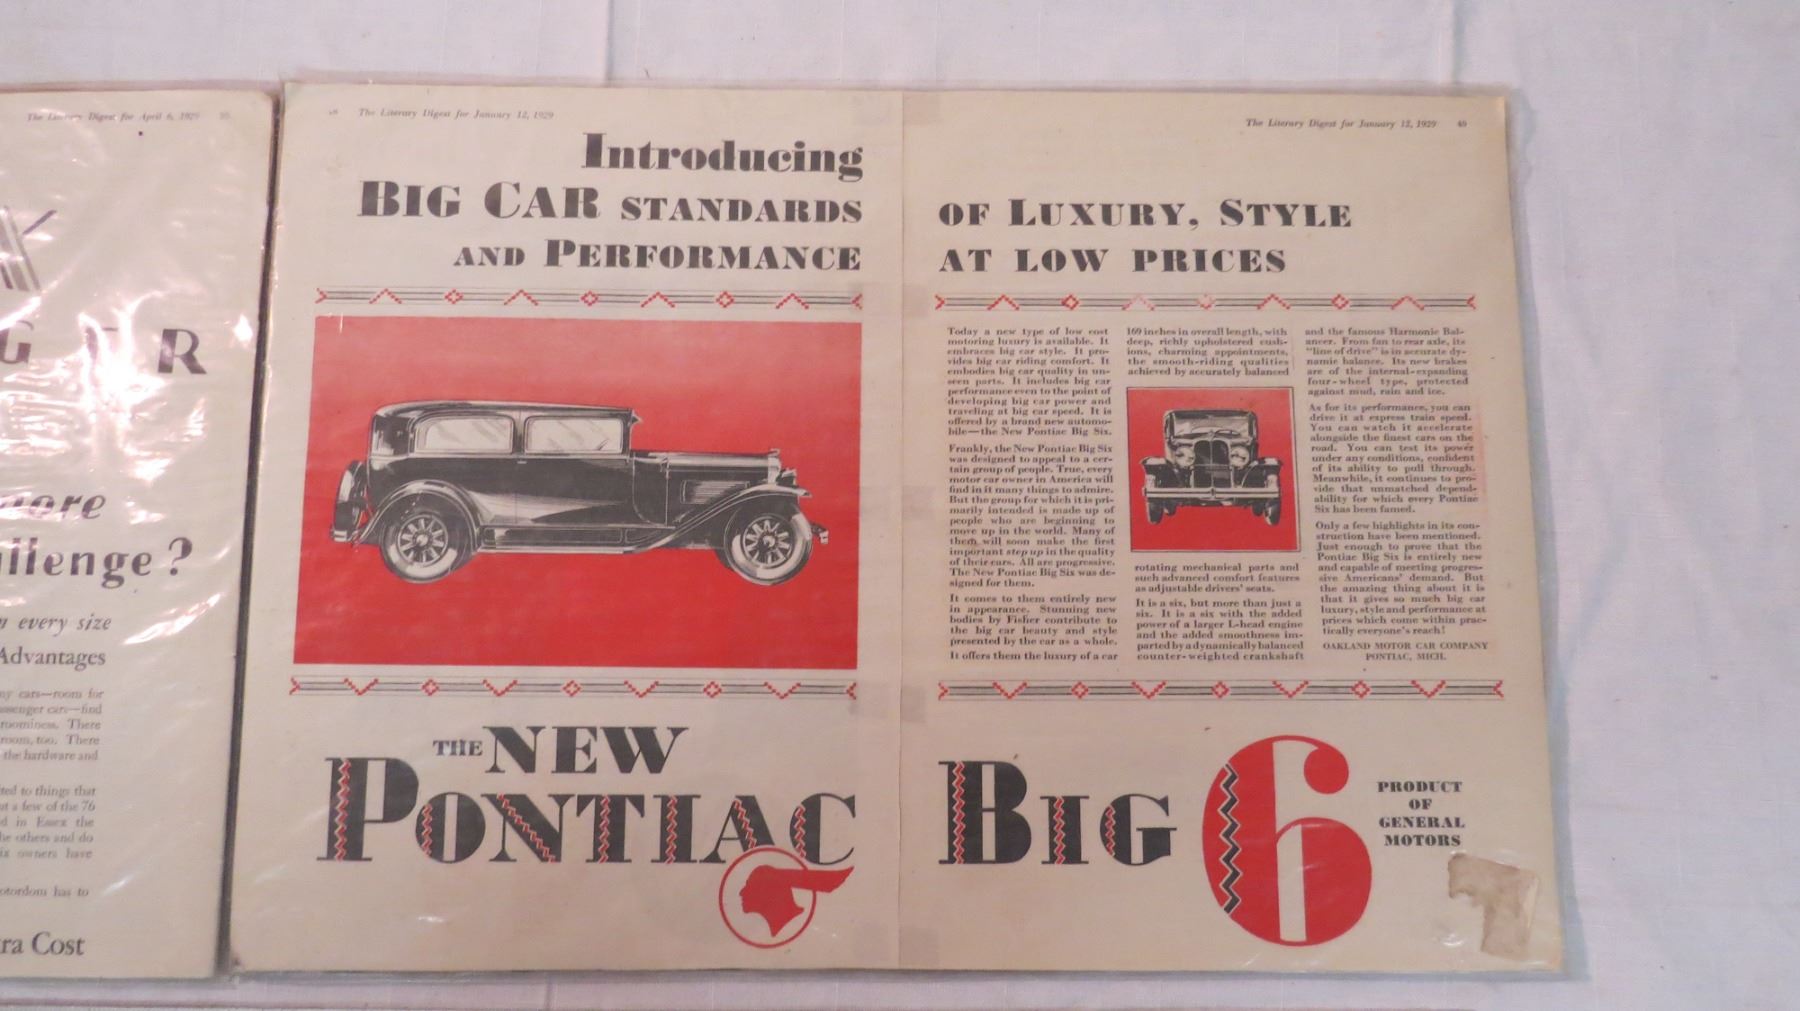 The Literary Digest for April 6, 1929
G E R
more
allenge?
n every size
Advantages
ny cars—room for
ssenger cars—find
roominess. There
room, too. There
the hardware and
ted to things that
ut a few of the 76
d in Essex the
he others and do
ix owners have
otordom has to
ra Cost
The Literary Digest for January 12, 1929
Introducing
BIG CAR STANDARDS
AND PERFORMANCE
THE NEW
PONTIAC
The Literary Digest for January 12, 1929 49
OF LUXURY, STYLE
AT LOW PRICES
Today a new type of low cost
motoring luxury is available. It
embraces big car style. It pro-
vides big car riding comfort. It
embodies big car quality in un-
seen parts. It includes big car
performance even to the point of
developing big car power and
traveling at big car speed. It is
offered by a brand new automo-
bile—the New Pontiac Big Six.
Frankly, the New Pontiac Big Six
was designed to appeal to a cer-
tain group of people. True, every
motor car owner in America will
find in it many things to admire.
But the group for which it is pri-
marily intended is made up of
people who are beginning to
move up in the world. Many of
them will soon make the first
important step up in the quality
of their cars. All are progressive.
The New Pontiac Big Six was de-
signed for them.
It comes to them entirely new
in appearance. Stunning new
bodies by Fisher contribute to
the big car beauty and style
presented by the car as a whole.
It offers them the luxury of a car
169 inches in overall length, with
deep, richly upholstered cush-
ions, charming appointments,
the smooth-riding qualities
achieved by accurately balanced
rotating mechanical parts and
such advanced comfort features
as adjustable drivers' seats.
It is a six, but more than just a
six. It is a six with the added
power of a larger L-head engine
and the added smoothness im-
parted by a dynamically balanced
counter-weighted crankshaft
and the famous Harmonic Bal-
ancer. From fan to rear axle, its
"line of drive" is in accurate dy-
namic balance. Its new brakes
are of the internal-expanding
four-wheel type, protected
against mud, rain and ice.
As for its performance, you can
drive it at express train speed.
You can watch it accelerate
alongside the finest cars on the
road. You can test its power
under any conditions, confident
of its ability to pull through.
Meanwhile, it continues to pro-
vide that unmatched depend-
ability for which every Pontiac
Six has been famed.
Only a few highlights in its con-
struction have been mentioned.
Just enough to prove that the
Pontiac Big Six is entirely new
and capable of meeting progres-
sive Americans' demand. But
the amazing thing about it is
that it gives so much big car
luxury, style and performance at
prices which come within prac-
tically everyone's reach!
OAKLAND MOTOR CAR COMPANY
PONTIAC, MICH.
BIG 6
PRODUCT
OF
GENERAL
MOTORS